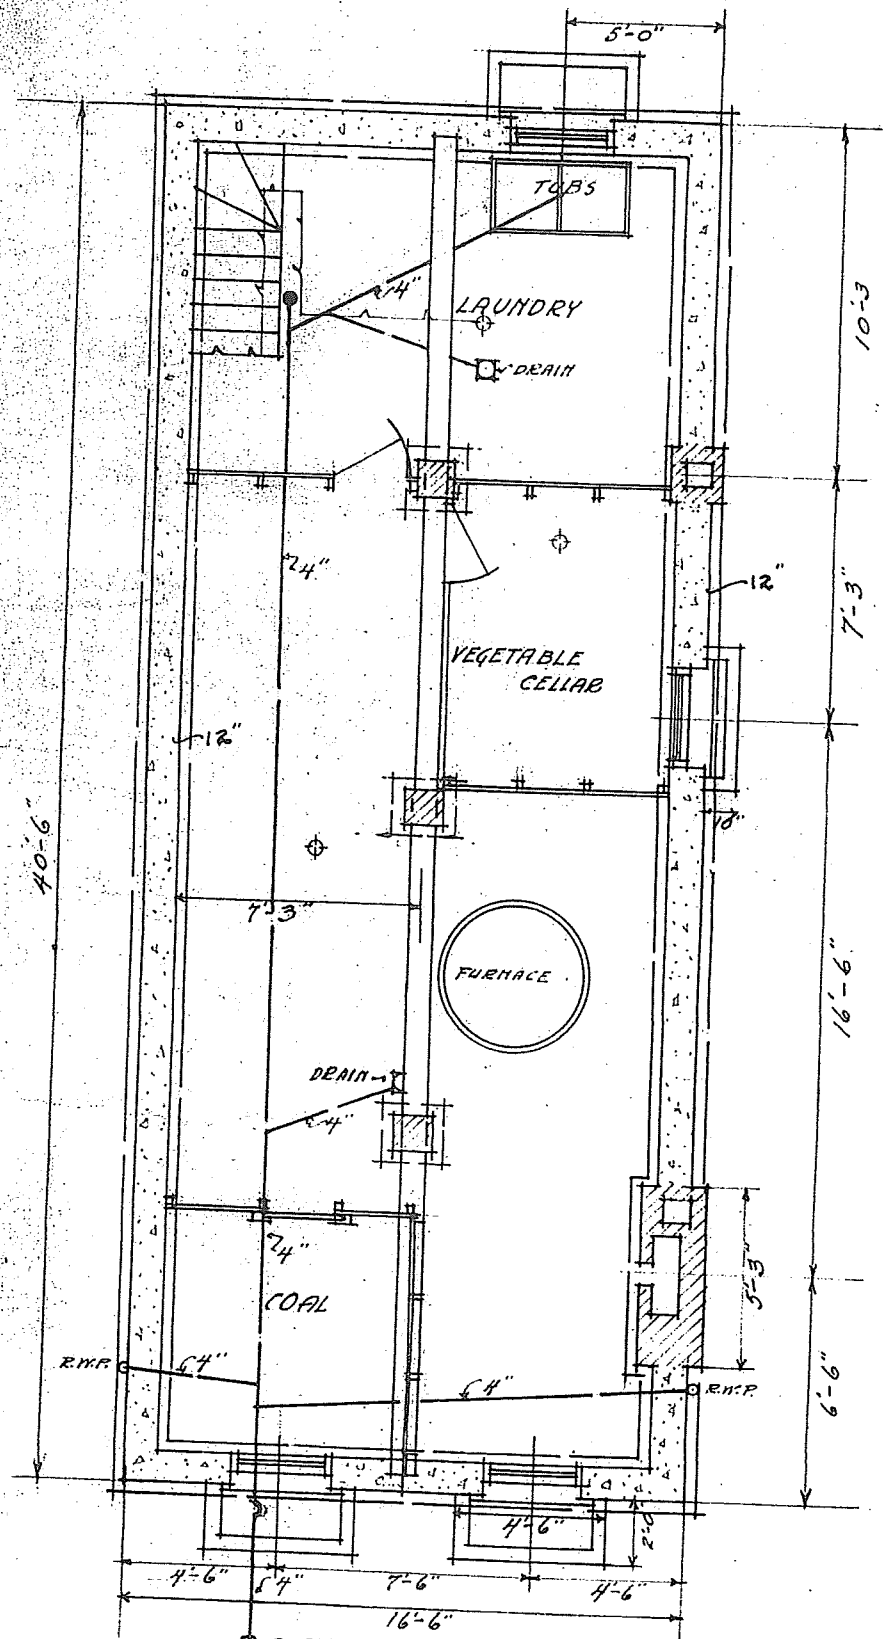 5'-0"
TUBS
4"
LAUNDRY
DRAIN
10'-3
4"
12"
7'-3"
VEGETABLE
CELLAR
12"
40'-6"
10"
7'-3"
FURNACE
16'-6"
DRAIN
4"
4"
COAL
5'-3"
R.W.P.
4"
4"
R.W.P.
6'-6"
4'-6"
2'-0
4'-6"
4"
7'-6"
4'-6"
16'-6"